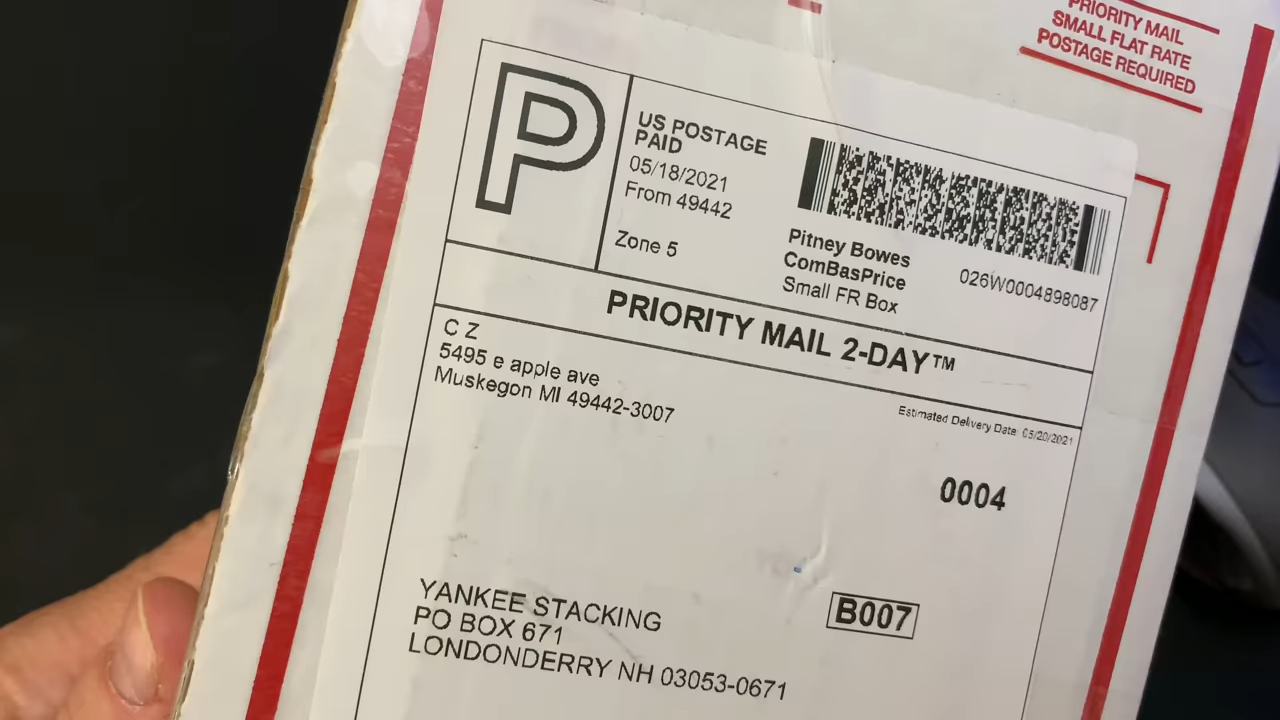 PRIORITY MAIL
SMALL FLAT RATE
POSTAGE REQUIRED
P
US POSTAGE
PAID
05/18/2021
From 49442
Zone 5
Pitney Bowes
ComBasPrice
Small FR Box
026W0004898087
PRIORITY MAIL 2-DAY™
C Z
5495 e apple ave
Muskegon MI 49442-3007
Estimated Delivery Date: 05/20/2021
0004
B007
YANKEE STACKING
PO BOX 671
LONDONDERRY NH 03053-0671